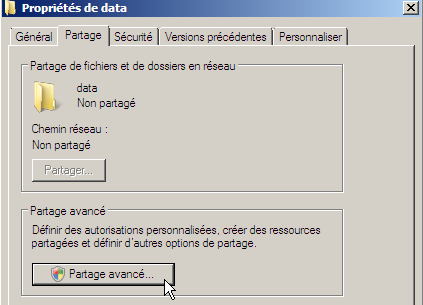 Propriétés de data
Général Partage Sécurité Versions précédentes Personnaliser
Partage de fichiers et de dossiers en réseau
data
Non partagé
Chemin réseau :
Non partagé
Partager...
Partage avancé
Définir des autorisations personnalisées, créer des ressources
partagées et définir d'autres options de partage.
Partage avancé...